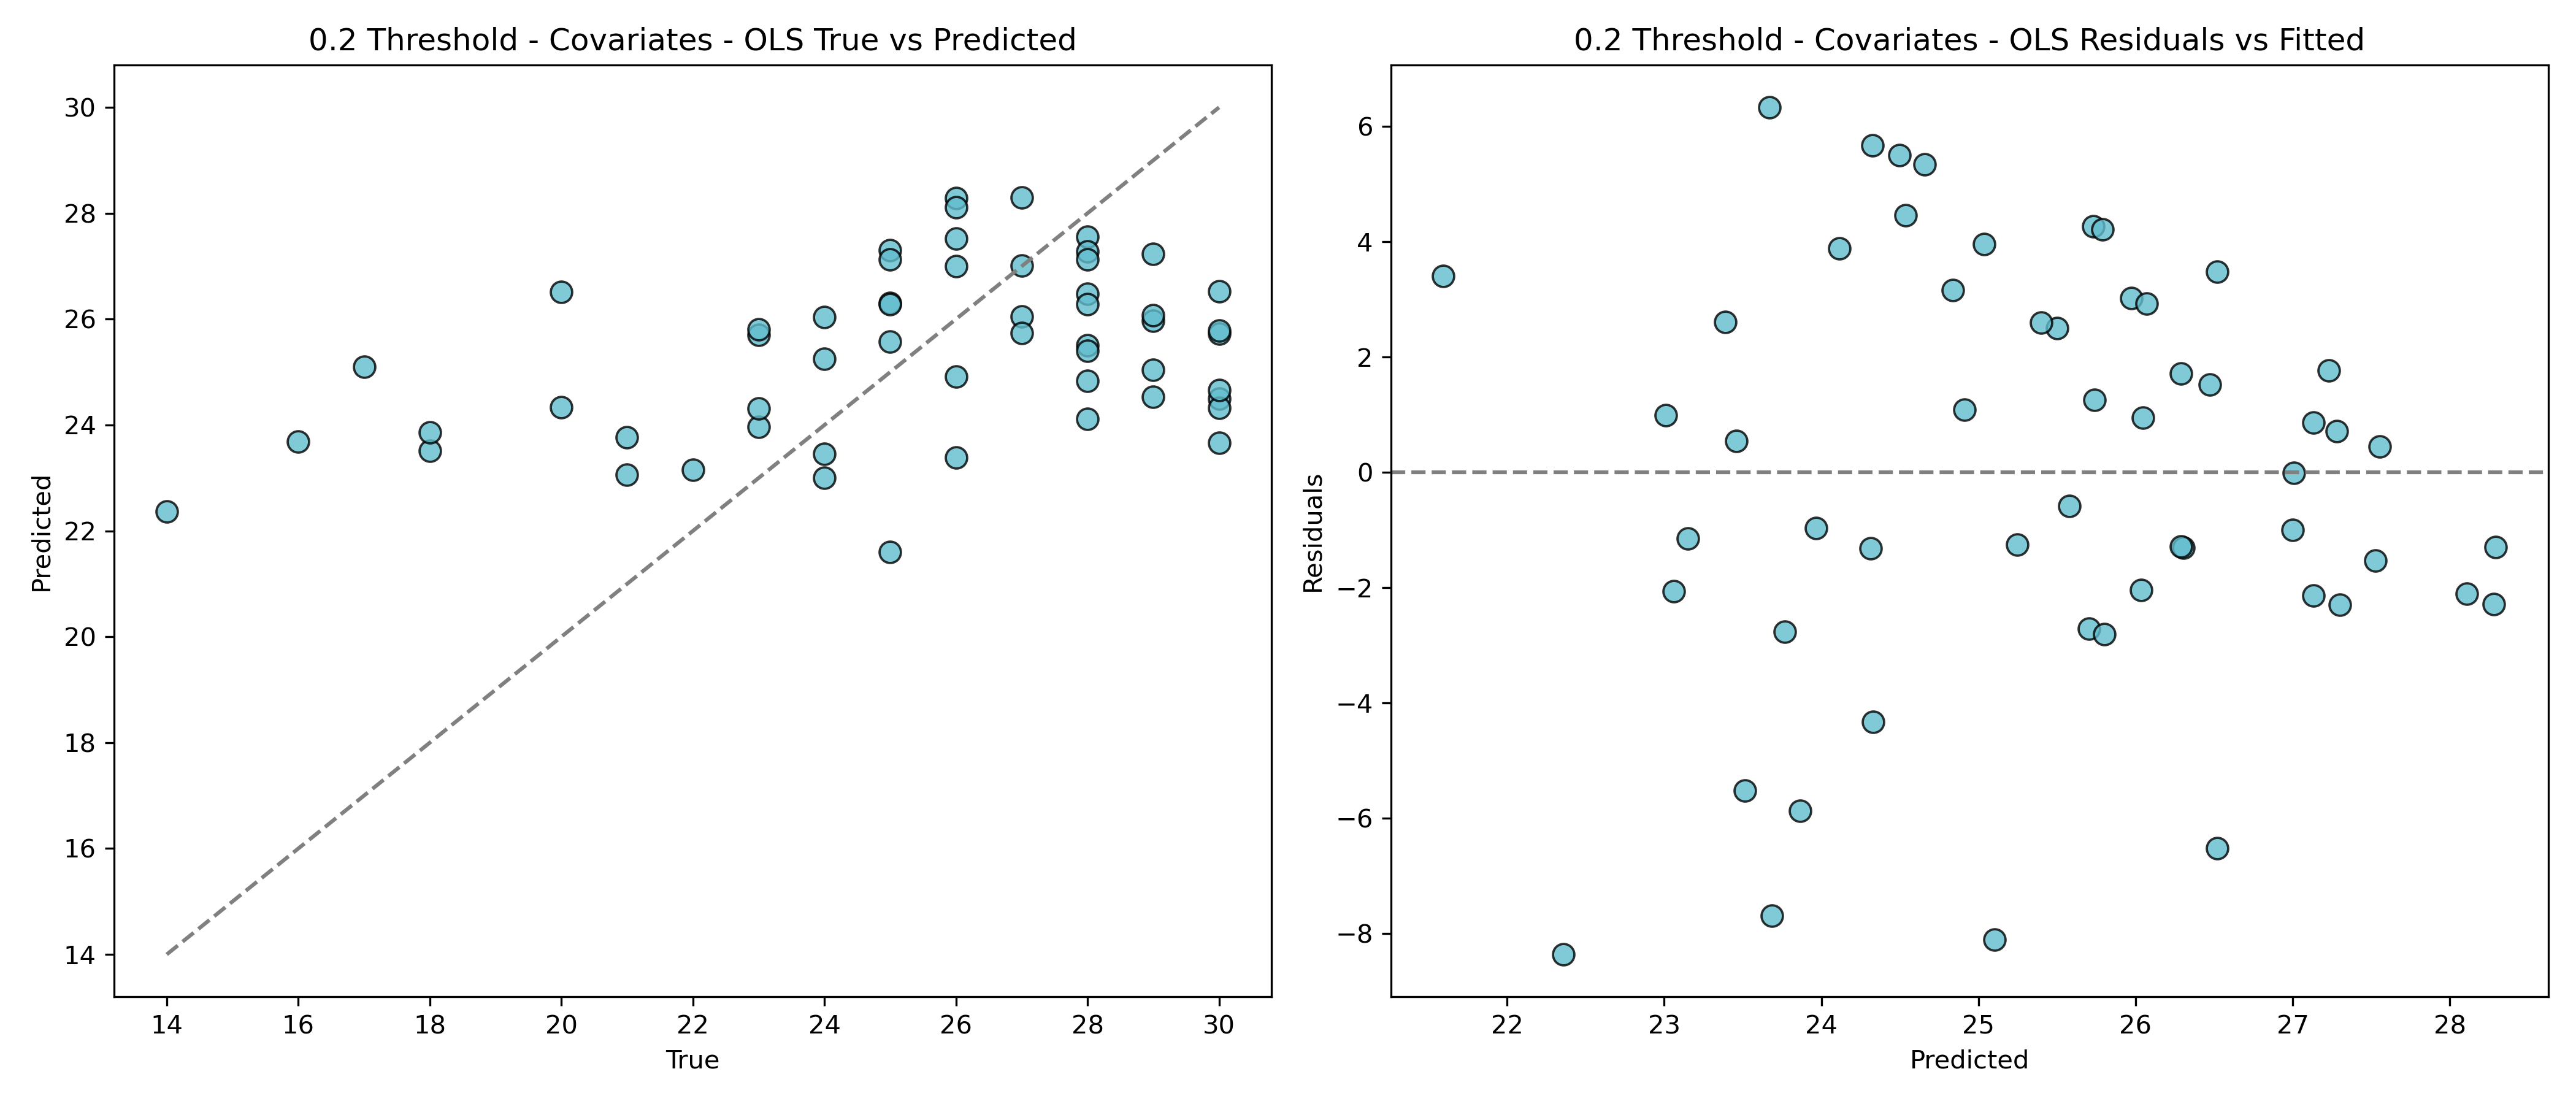 0.2 Threshold - Covariates - OLS True vs Predicted
30
28
26
24
22
20
18
16
14
Predicted
14 16 18 20 22 24 26 28 30
True
0.2 Threshold - Covariates - OLS Residuals vs Fitted
6
4
2
0
−2
−4
−6
−8
Residuals
22 23 24 25 26 27 28
Predicted